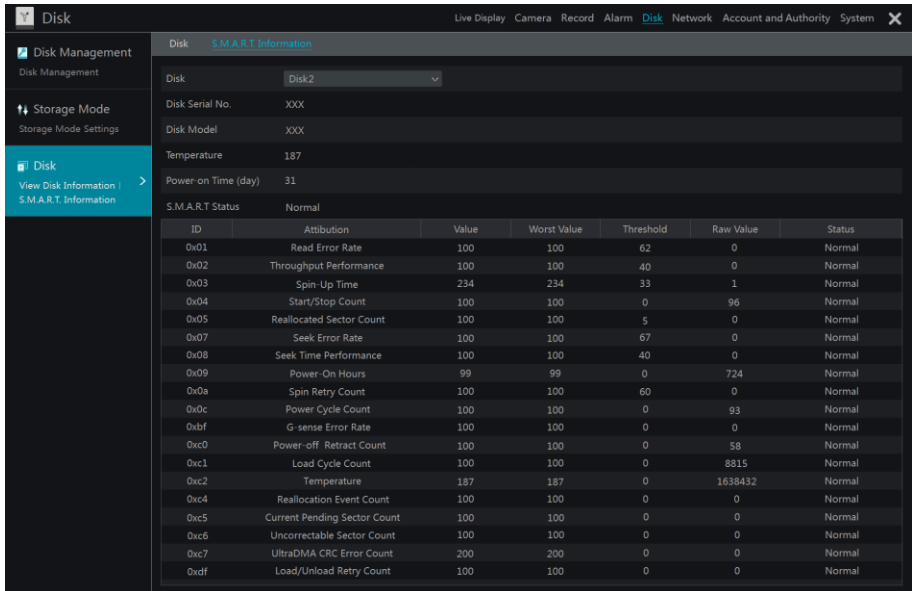 Disk Live Display Camera Record Alarm Disk Network Account and Authority System
Disk Management
Disk Management
Storage Mode
Storage Mode Settings
Disk
View Disk Information |
S.M.A.R.T. Information
Disk S.M.A.R.T. Information
Disk Disk2
Disk Serial No. XXX
Disk Model XXX
Temperature 187
Power-on Time (day) 31
S.M.A.R.T Status Normal
ID Attibution Value Worst Value Threshold Raw Value Status
0x01 Read Error Rate 100 100 62 0 Normal
0x02 Throughput Performance 100 100 40 0 Normal
0x03 Spin-Up Time 234 234 33 1 Normal
0x04 Start/Stop Count 100 100 0 96 Normal
0x05 Reallocated Sector Count 100 100 5 0 Normal
0x07 Seek Error Rate 100 100 67 0 Normal
0x08 Seek Time Performance 100 100 40 0 Normal
0x09 Power-On Hours 99 99 0 724 Normal
0x0a Spin Retry Count 100 100 60 0 Normal
0x0c Power Cycle Count 100 100 0 93 Normal
0xbf G-sense Error Rate 100 100 0 0 Normal
0xc0 Power-off Retract Count 100 100 0 58 Normal
0xc1 Load Cycle Count 100 100 0 8815 Normal
0xc2 Temperature 187 187 0 1638432 Normal
0xc4 Reallocation Event Count 100 100 0 0 Normal
0xc5 Current Pending Sector Count 100 100 0 0 Normal
0xc6 Uncorrectable Sector Count 100 100 0 0 Normal
0xc7 UltraDMA CRC Error Count 200 200 0 0 Normal
0xdf Load/Unload Retry Count 100 100 0 0 Normal